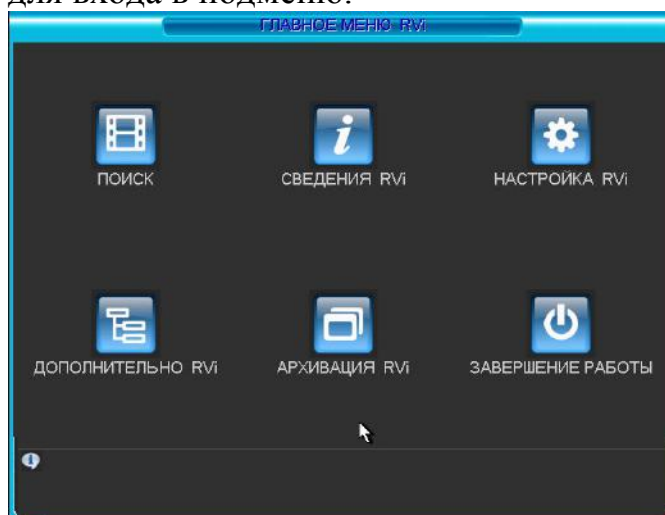 для входа в подменю.
ГЛАВНОЕ МЕНЮ RVi
ПОИСК
СВЕДЕНИЯ RVi
НАСТРОЙКА RVi
ДОПОЛНИТЕЛЬНО RVi
АРХИВАЦИЯ RVi
ЗАВЕРШЕНИЕ РАБОТЫ